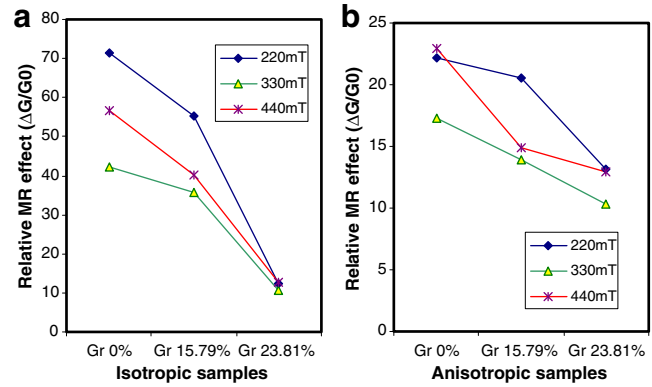 a
80
70
60
50
40
30
20
10
0
Relative MR effect (ΔG/G0)
220mT
330mT
440mT
Gr 0% Gr 15.79% Gr 23.81%
Isotropic samples
b
25
20
15
10
5
0
Relative MR effect (ΔG/G0)
220mT
330mT
440mT
Gr 0% Gr 15.79% Gr 23.81%
Anisotropic samples